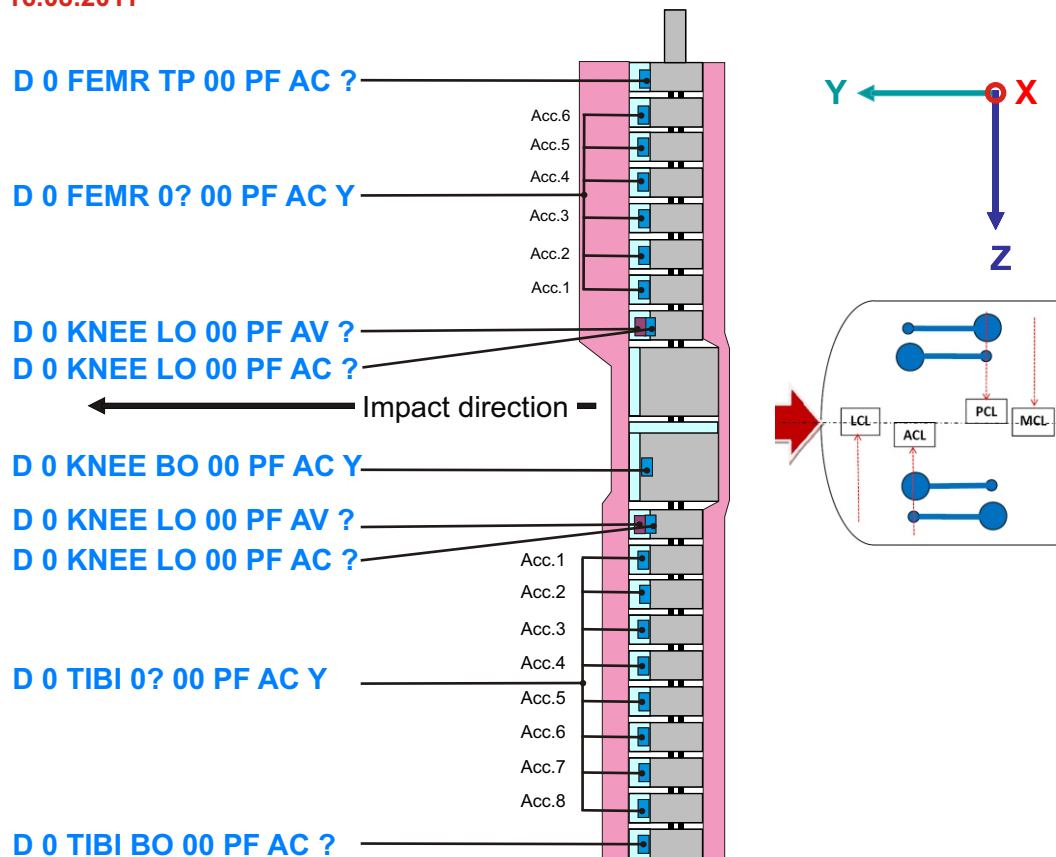 D 0 FEMR TP 00 PF AC ?
Acc.6
Acc.5
Acc.4
D 0 FEMR 0? 00 PF AC Y
Acc.3
Acc.2
Acc.1
D 0 KNEE LO 00 PF AV ?
D 0 KNEE LO 00 PF AC ?
Impact direction
D 0 KNEE BO 00 PF AC Y
D 0 KNEE LO 00 PF AV ?
D 0 KNEE LO 00 PF AC ?
Acc.1
Acc.2
Acc.3
Acc.4
D 0 TIBI 0? 00 PF AC Y
Acc.5
Acc.6
Acc.7
Acc.8
D 0 TIBI BO 00 PF AC ?
Y
X
Z
LCL
ACL
PCL
MCL